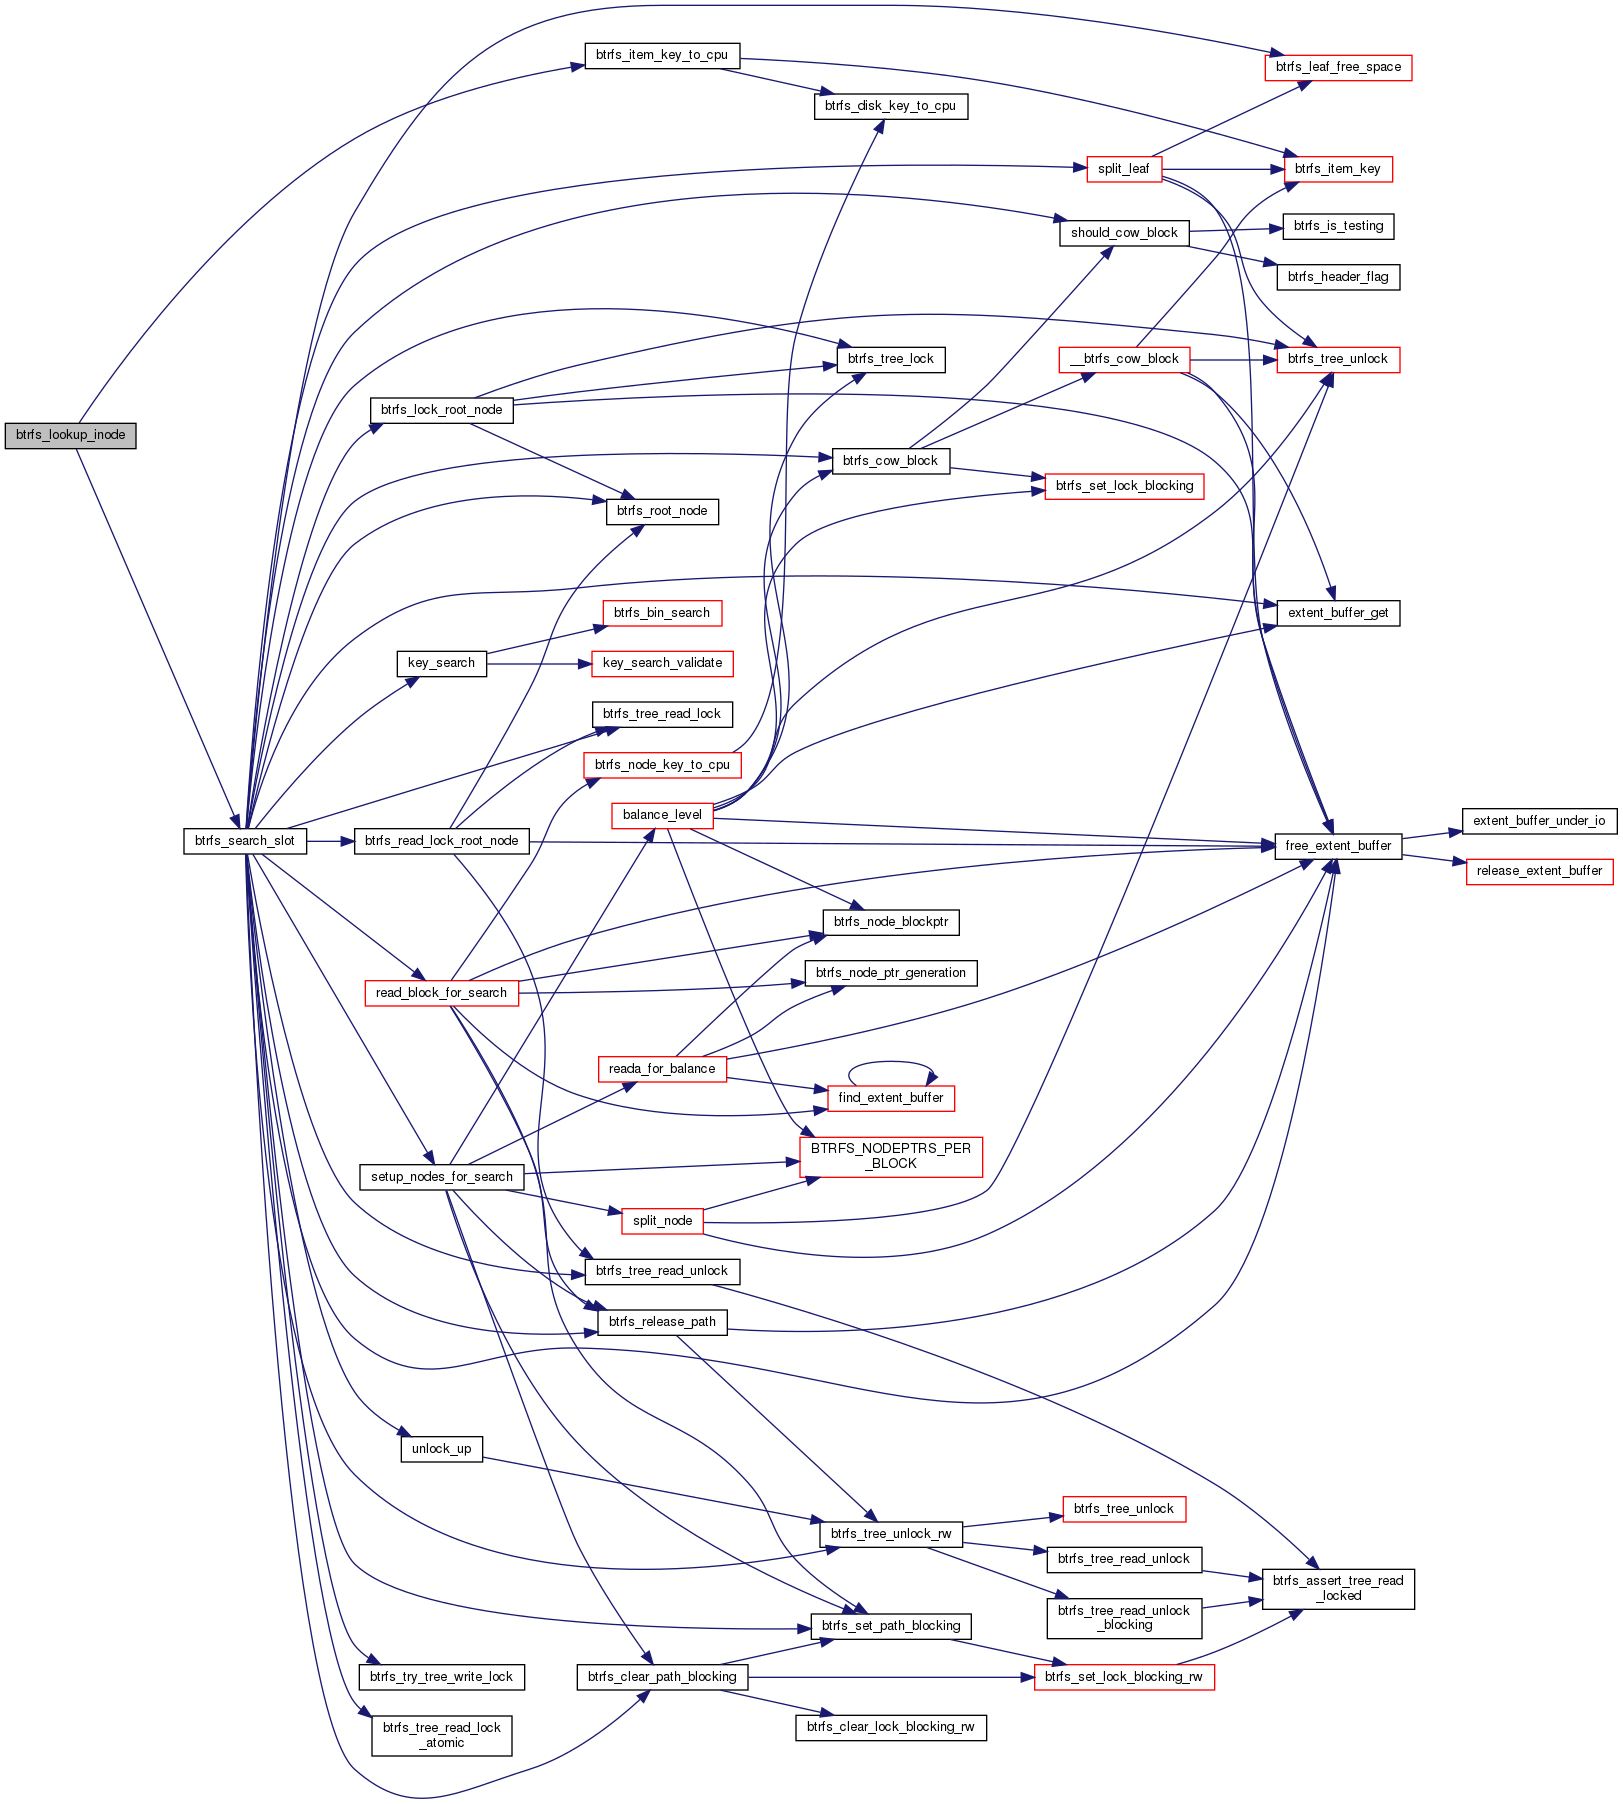 btrfs_item_key_to_cpu
btrfs_leaf_free_space
btrfs_disk_key_to_cpu
split_leaf
btrfs_item_key
should_cow_block
btrfs_is_testing
btrfs_header_flag
btrfs_tree_lock
__btrfs_cow_block
btrfs_tree_unlock
btrfs_lock_root_node
btrfs_lookup_inode
btrfs_cow_block
btrfs_set_lock_blocking
btrfs_root_node
btrfs_bin_search
extent_buffer_get
key_search
key_search_validate
btrfs_tree_read_lock
btrfs_node_key_to_cpu
balance_level
extent_buffer_under_io
btrfs_search_slot
btrfs_read_lock_root_node
free_extent_buffer
release_extent_buffer
btrfs_node_blockptr
btrfs_node_ptr_generation
read_block_for_search
reada_for_balance
find_extent_buffer
BTRFS_NODEPTRS_PER
_BLOCK
setup_nodes_for_search
split_node
btrfs_tree_read_unlock
btrfs_release_path
unlock_up
btrfs_tree_unlock
btrfs_tree_unlock_rw
btrfs_tree_read_unlock
btrfs_assert_tree_read
_locked
btrfs_tree_read_unlock
_blocking
btrfs_set_path_blocking
btrfs_try_tree_write_lock
btrfs_clear_path_blocking
btrfs_set_lock_blocking_rw
btrfs_tree_read_lock
_atomic
btrfs_clear_lock_blocking_rw